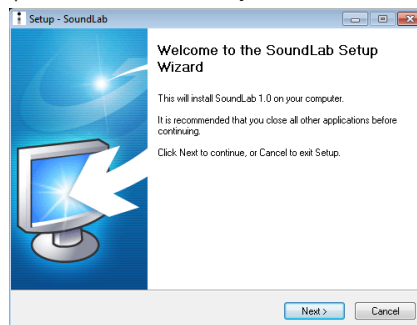 Setup - SoundLab
Welcome to the SoundLab Setup
Wizard
This will install SoundLab 1.0 on your computer.
It is recommended that you close all other applications before
continuing.
Click Next to continue, or Cancel to exit Setup.
Next >
Cancel